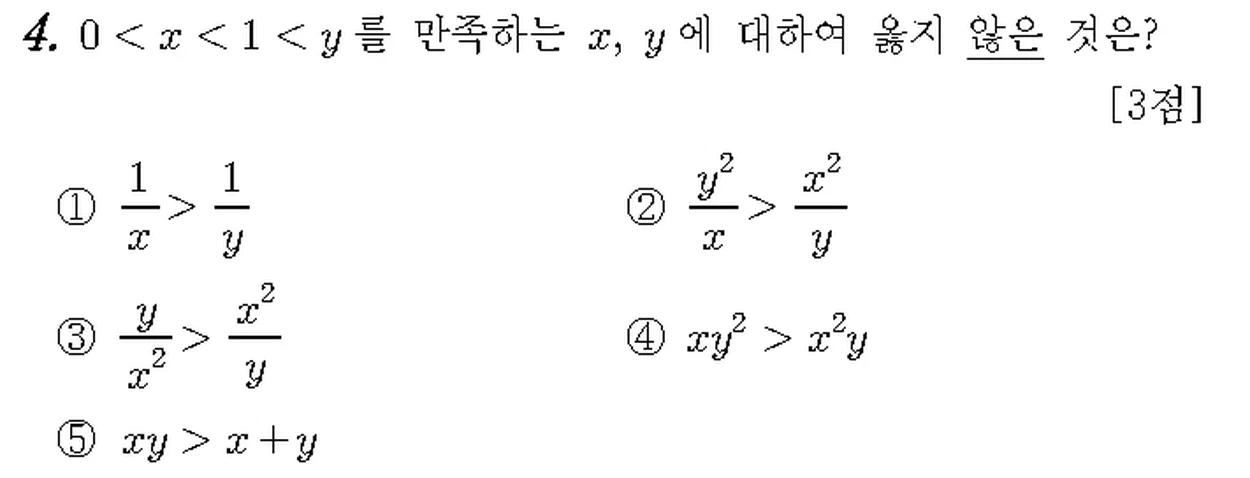 4. 0 < x < 1 < y 를 만족하는 x, y 에 대하여 옳지 않은 것은?
[3점]
① 1/x > 1/y ② y²/x > x²/y
③ y/x² > x²/y ④ xy² > x²y
⑤ xy > x + y